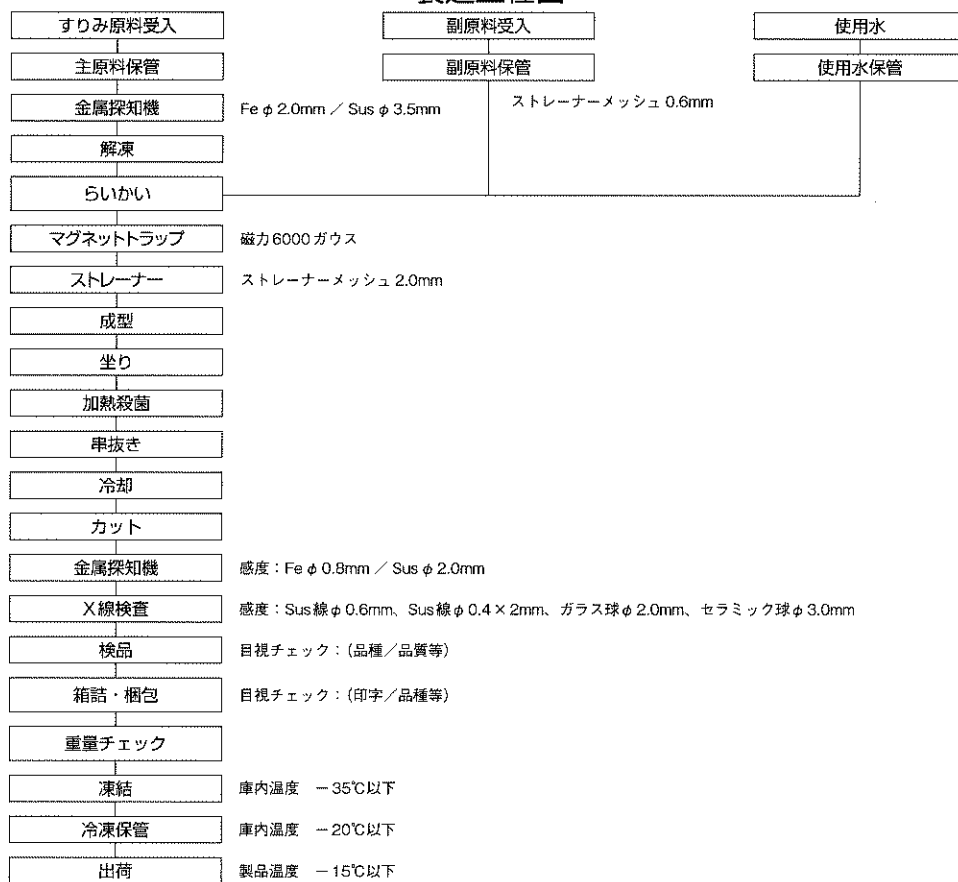 すりみ原料受入 副原料受入 使用水
主原料保管 副原料保管 使用水保管
金属探知機 Fe φ 2.0mm ／ Sus φ 3.5mm ストレーナーメッシュ 0.6mm
解凍
らいかい
マグネットトラップ 磁力6000ガウス
ストレーナー ストレーナーメッシュ 2.0mm
成型
坐り
加熱殺菌
串抜き
冷却
カット
金属探知機 感度：Fe φ 0.8mm ／ Sus φ 2.0mm
X線検査 感度：Sus線φ 0.6mm、Sus線φ 0.4×2mm、ガラス球φ 2.0mm、セラミック球φ 3.0mm
検品 目視チェック：（品種／品質等）
箱詰・梱包 目視チェック：（印字／品種等）
重量チェック
凍結 庫内温度 －35℃以下
冷凍保管 庫内温度 －20℃以下
出荷 製品温度 －15℃以下